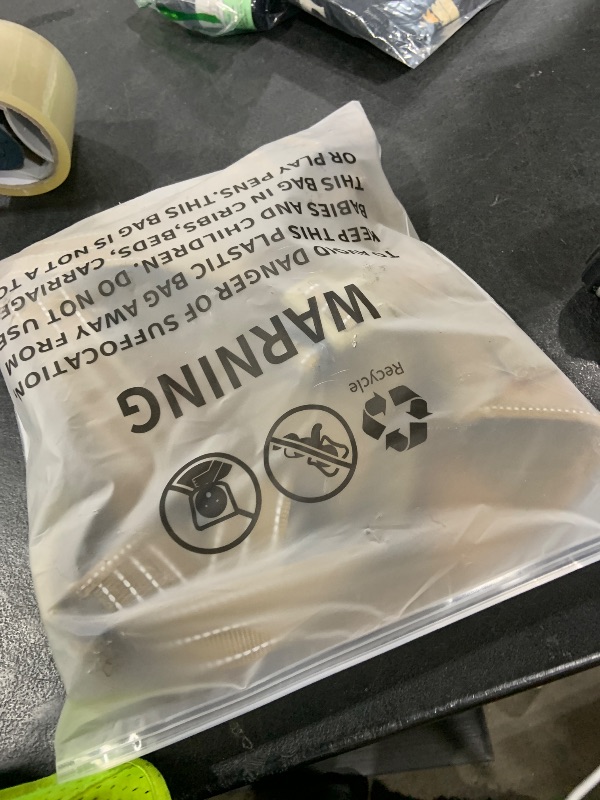 Recycle
WARNING
TO AVOID DANGER OF SUFFOCATION
KEEP THIS PLASTIC BAG AWAY FROM
BABIES AND CHILDREN. DO NOT USE
THIS BAG IN CRIBS,BEDS, CARRIAGE
OR PLAY PENS.THIS BAG IS NOT A TO